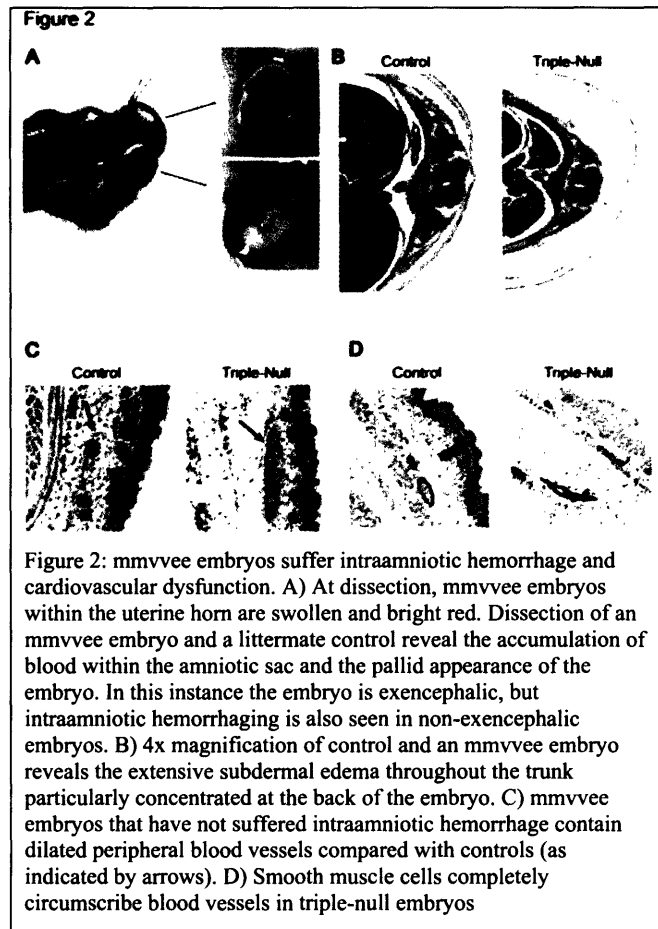 Figure 2
A
B
Control
Triple-Null
C
Control
Triple-Null
D
Control
Triple-Null
Figure 2: mmvvee embryos suffer intraamniotic hemorrhage and
cardiovascular dysfunction. A) At dissection, mmvvee embryos
within the uterine horn are swollen and bright red. Dissection of an
mmvvee embryo and a littermate control reveal the accumulation of
blood within the amniotic sac and the pallid appearance of the
embryo. In this instance the embryo is exencephalic, but
intraamniotic hemorrhaging is also seen in non-exencephalic
embryos. B) 4x magnification of control and an mmvvee embryo
reveals the extensive subdermal edema throughout the trunk
particularly concentrated at the back of the embryo. C) mmvvee
embryos that have not suffered intraamniotic hemorrhage contain
dilated peripheral blood vessels compared with controls (as
indicated by arrows). D) Smooth muscle cells completely
circumscribe blood vessels in triple-null embryos